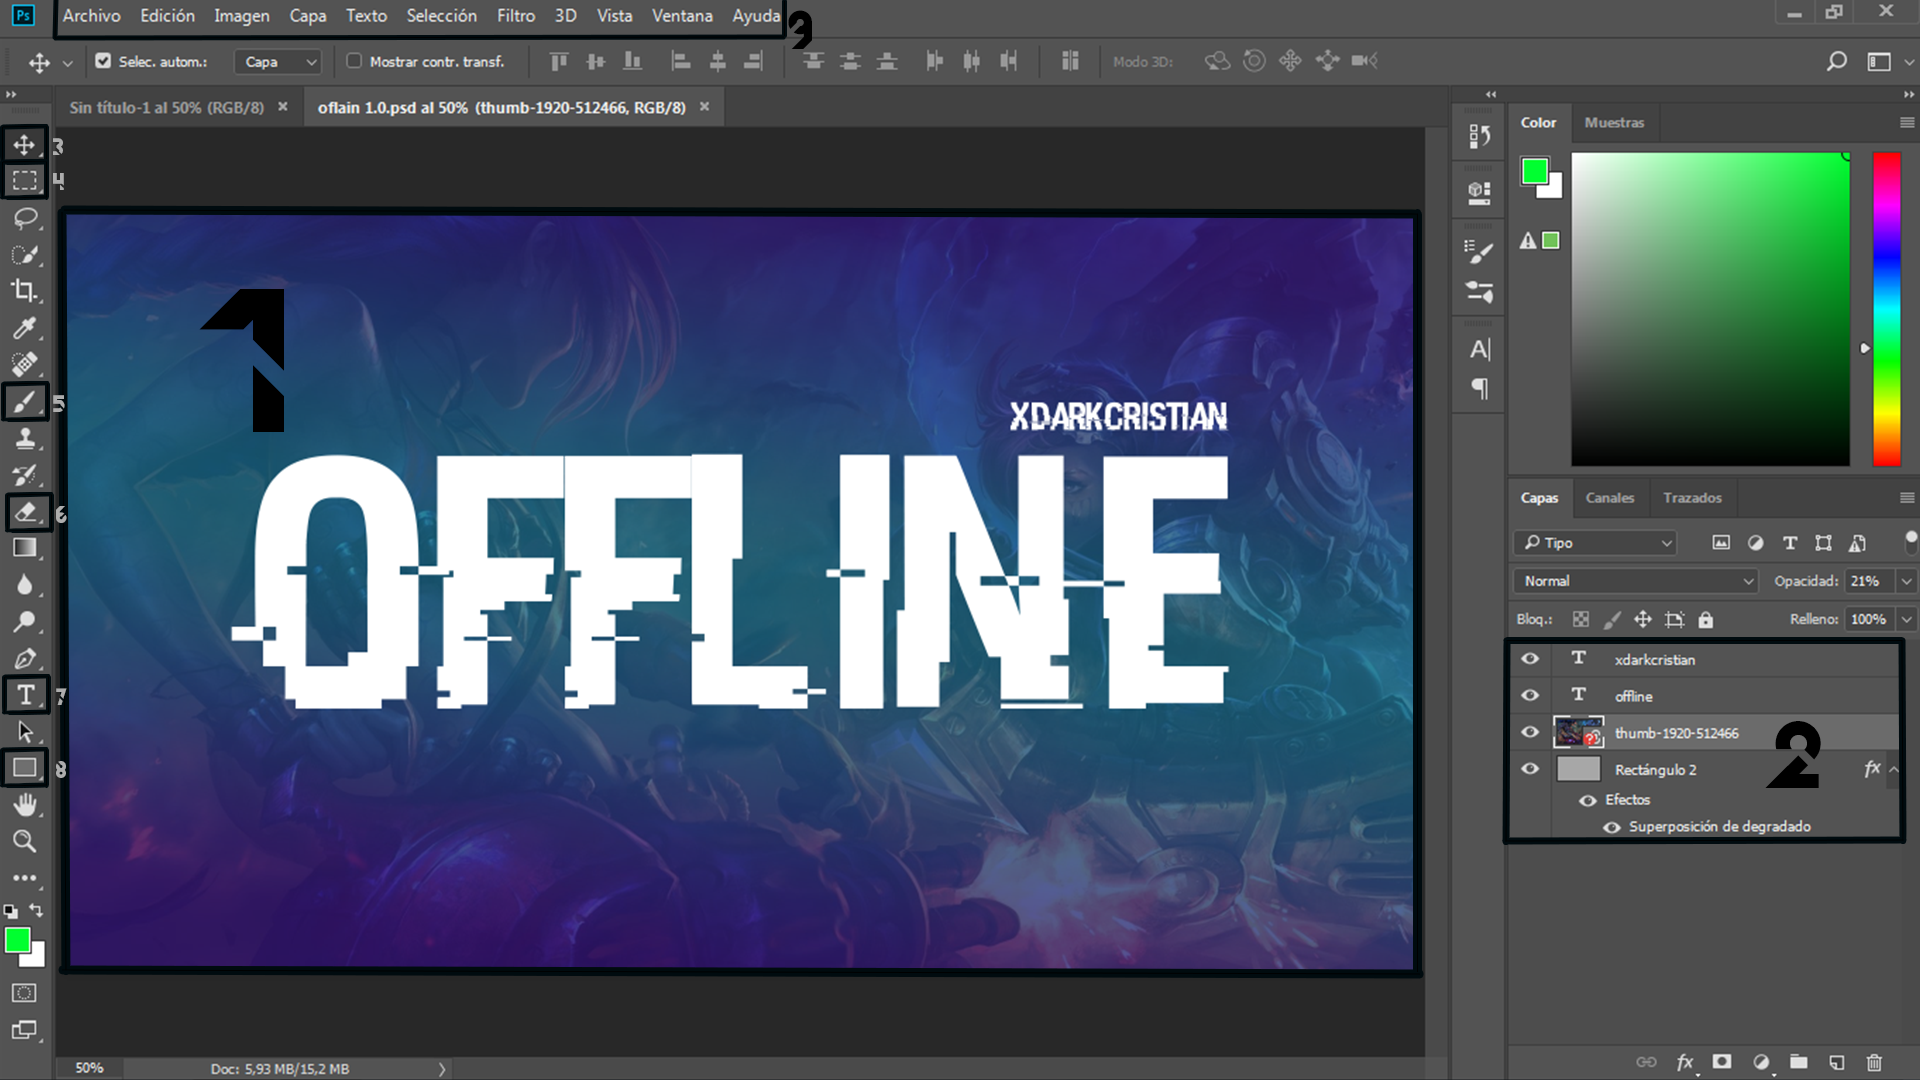 Ps Archivo Edición Imagen Capa Texto Selección Filtro 3D Vista Ventana Ayuda 9
Selec. autom.: Capa Mostrar contr. transf. Modo 3D:
Sin título-1 al 50% (RGB/8) × oflain 1.0.psd al 50% (thumb-1920-512466, RGB/8) ×
Color Muestras
3
4
1
5
XDARKCRISTIAN
OFFLINE
6
7
8
Capas Canales Trazados
Tipo
Normal Opacidad: 21%
Bloq.: Relleno: 100%
T xdarkcristian
T offline
thumb-1920-512466
2
Rectángulo 2 fx
Efectos
Superposición de degradado
50% Doc: 5,93 MB/15,2 MB
fx